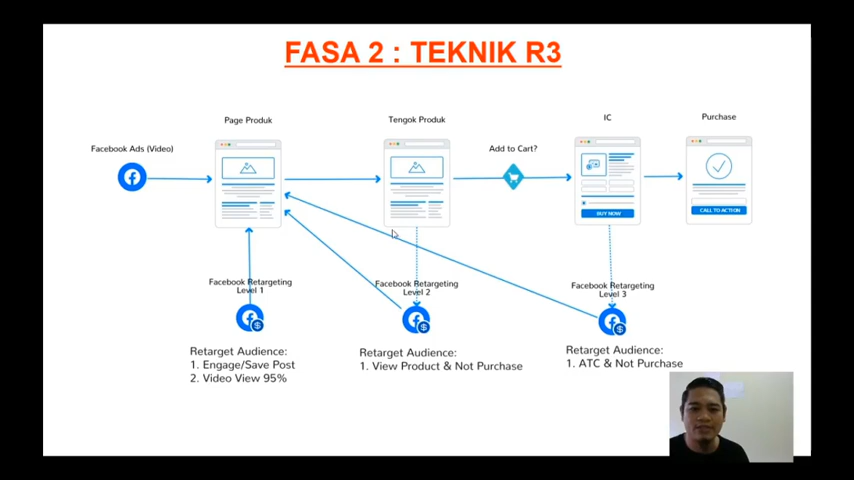 FASA 2 : TEKNIK R3
Page Produk
Tengok Produk
IC
Purchase
Facebook Ads (Video)
Add to Cart?
BUY NOW
CALL TO ACTION
Facebook Retargeting
Level 1
Facebook Retargeting
Level 2
Facebook Retargeting
Level 3
Retarget Audience:
1. Engage/Save Post
2. Video View 95%
Retarget Audience:
1. View Product & Not Purchase
Retarget Audience:
1. ATC & Not Purchase